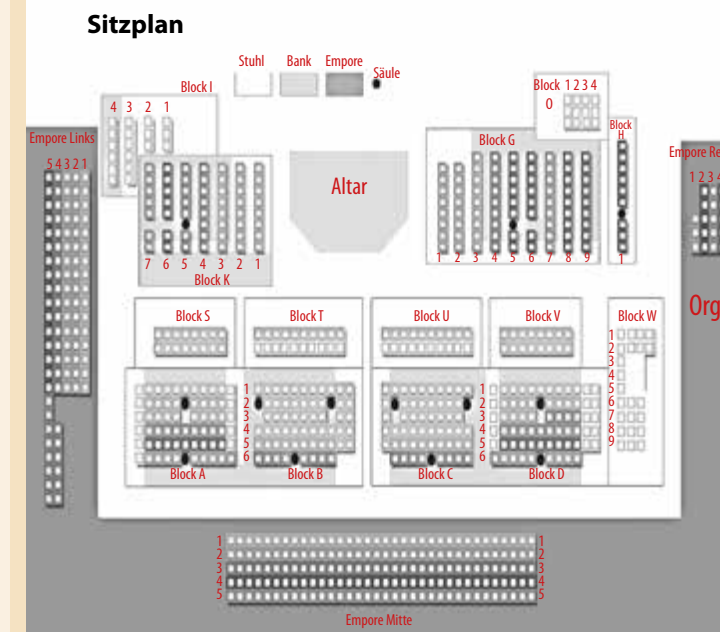 Sitzplan
Stuhl Bank Empore Säule
Block I
4 3 2 1
Block 1 2 3 4
O
Empore Links
5 4 3 2 1
Block G
Block
H
Empore Re
1 2 3 4
Altar
7 6 5 4 3 2 1
Block K
1 2 3 4 5 6 7 8 9
1
Org
Block S Block T Block U Block V Block W
1
2
3
4
5
6
7
8
9
1
2
3
4
5
6
1
2
3
4
5
6
Block A Block B Block C Block D
1 1
2 2
3 3
4 4
5 5
Empore Mitte